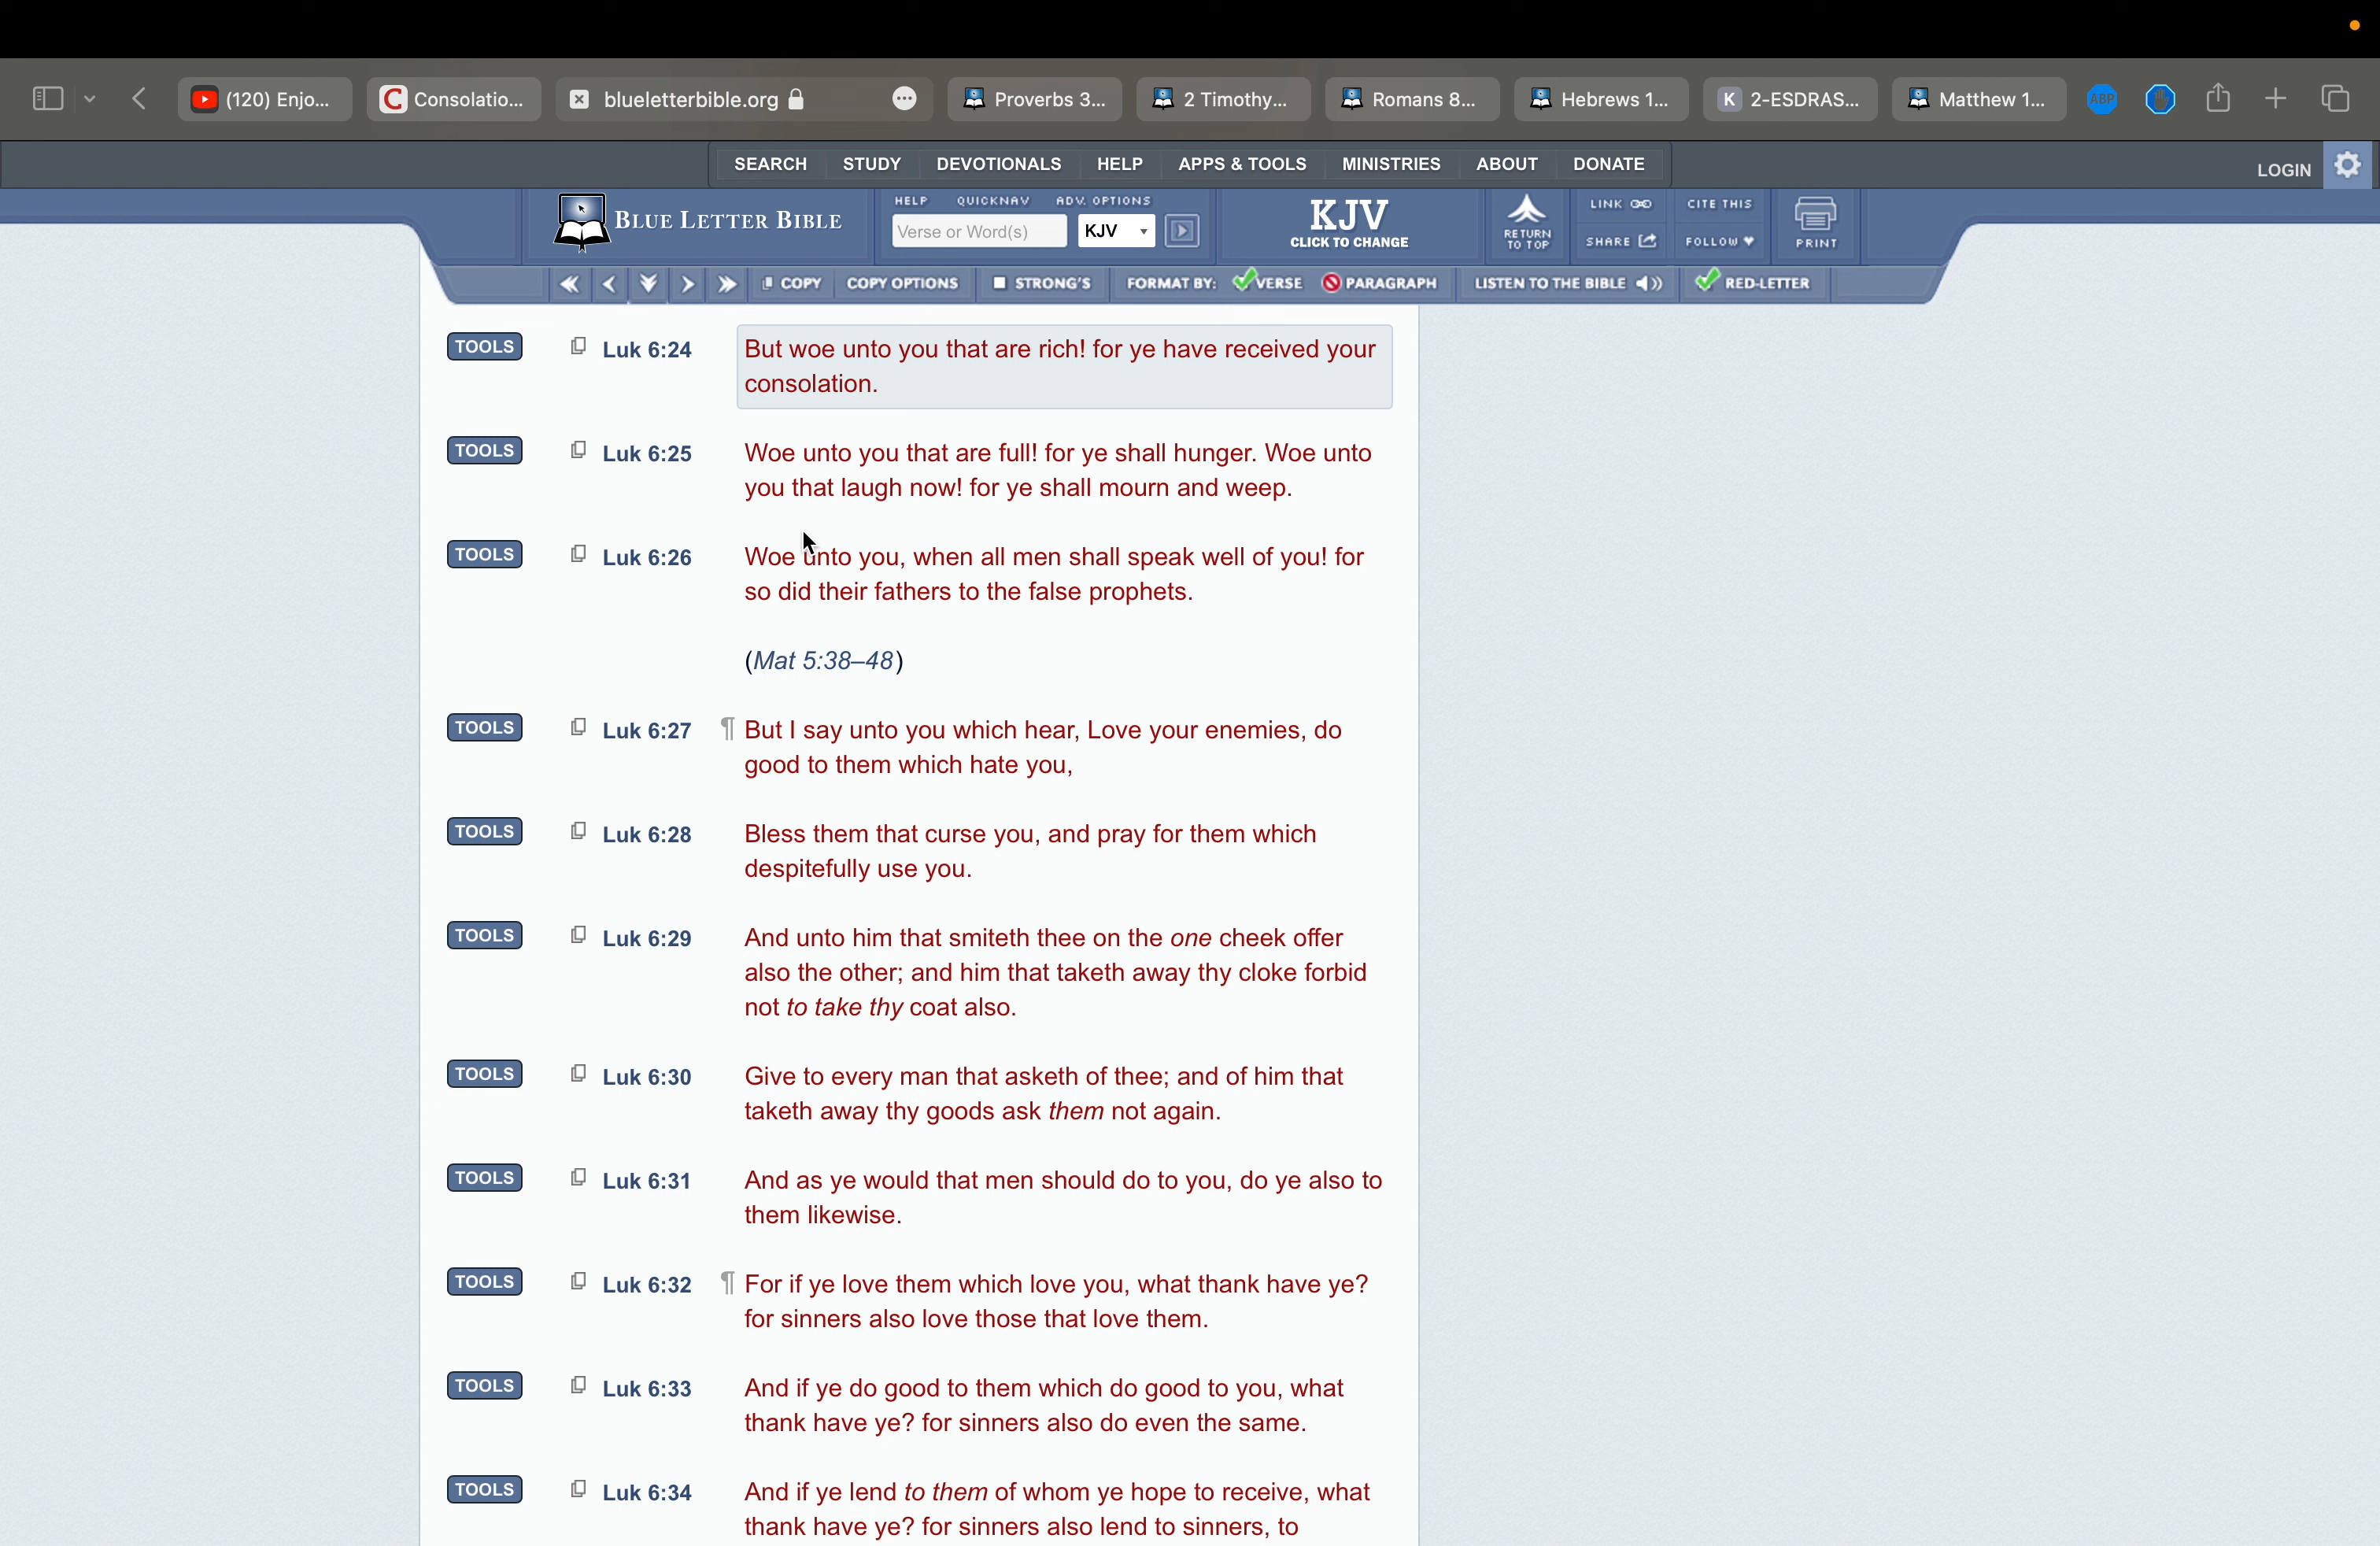 (120) Enjo...
Consolatio...
blueletterbible.org
Proverbs 3...
2 Timothy...
Romans 8...
Hebrews 1...
K 2-ESDRAS...
Matthew 1...
ABP
SEARCH STUDY DEVOTIONALS HELP APPS & TOOLS MINISTRIES ABOUT DONATE
LOGIN
BLUE LETTER BIBLE
HELP QUICKNAV ADV. OPTIONS
Verse or Word(s) KJV
KJV
CLICK TO CHANGE
RETURN
TO TOP
LINK CITE THIS
SHARE FOLLOW
PRINT
COPY COPY OPTIONS STRONG'S FORMAT BY: VERSE PARAGRAPH LISTEN TO THE BIBLE RED-LETTER
TOOLS Luk 6:24 But woe unto you that are rich! for ye have received your
consolation.
TOOLS Luk 6:25 Woe unto you that are full! for ye shall hunger. Woe unto
you that laugh now! for ye shall mourn and weep.
TOOLS Luk 6:26 Woe unto you, when all men shall speak well of you! for
so did their fathers to the false prophets.
(Mat 5:38–48)
TOOLS Luk 6:27 ¶ But I say unto you which hear, Love your enemies, do
good to them which hate you,
TOOLS Luk 6:28 Bless them that curse you, and pray for them which
despitefully use you.
TOOLS Luk 6:29 And unto him that smiteth thee on the one cheek offer
also the other; and him that taketh away thy cloke forbid
not to take thy coat also.
TOOLS Luk 6:30 Give to every man that asketh of thee; and of him that
taketh away thy goods ask them not again.
TOOLS Luk 6:31 And as ye would that men should do to you, do ye also to
them likewise.
TOOLS Luk 6:32 ¶ For if ye love them which love you, what thank have ye?
for sinners also love those that love them.
TOOLS Luk 6:33 And if ye do good to them which do good to you, what
thank have ye? for sinners also do even the same.
TOOLS Luk 6:34 And if ye lend to them of whom ye hope to receive, what
thank have ye? for sinners also lend to sinners, to